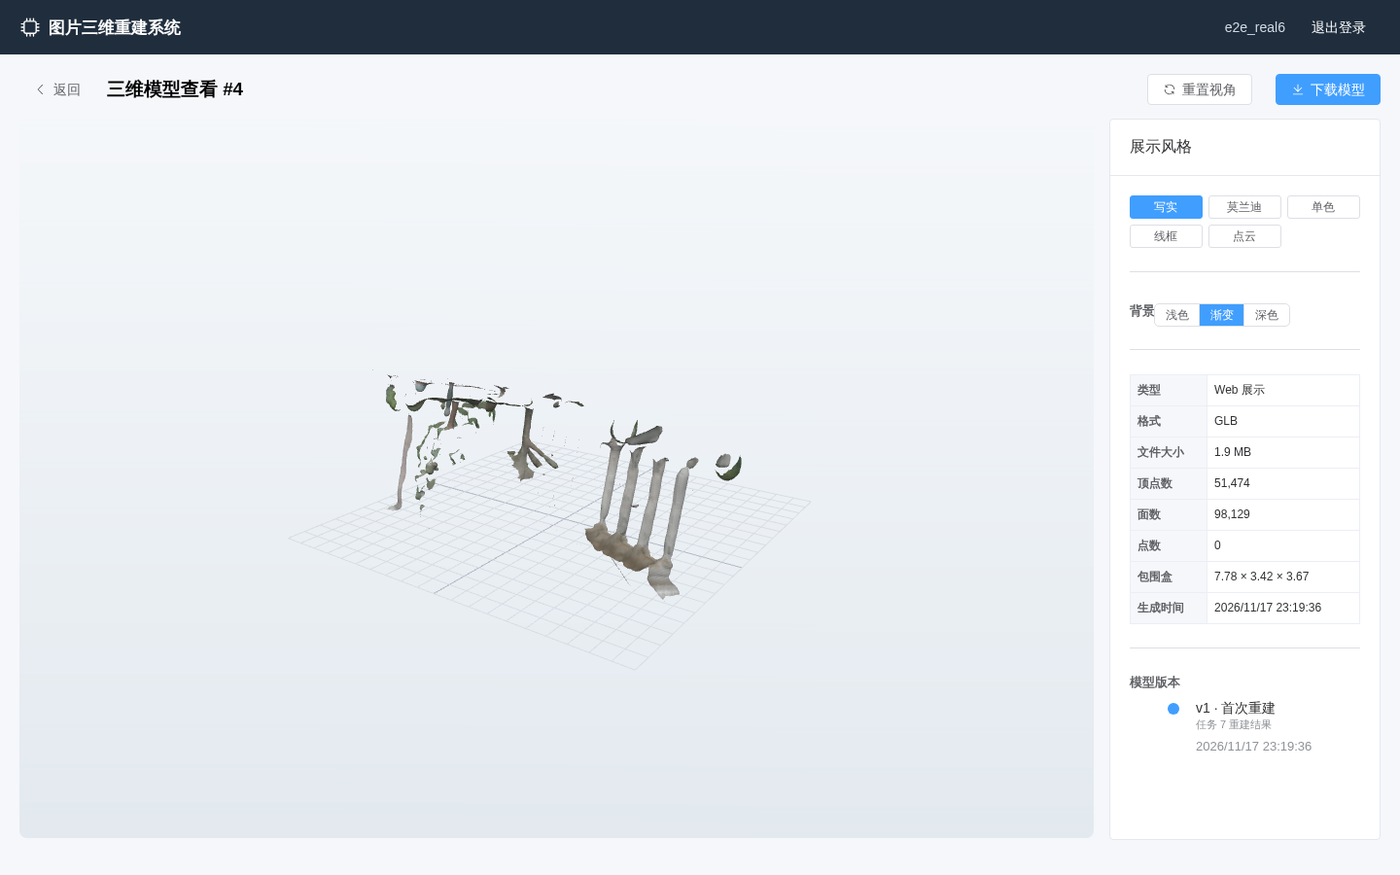 图片三维重建系统
e2e_real6
退出登录
返回
三维模型查看 #4
重置视角
下载模型
展示风格
写实
莫兰迪
单色
线框
点云
背景
浅色
渐变
深色
类型 Web 展示
格式 GLB
文件大小 1.9 MB
顶点数 51,474
面数 98,129
点数 0
包围盒 7.78 × 3.42 × 3.67
生成时间 2026/11/17 23:19:36
模型版本
v1 · 首次重建
任务 7 重建结果
2026/11/17 23:19:36